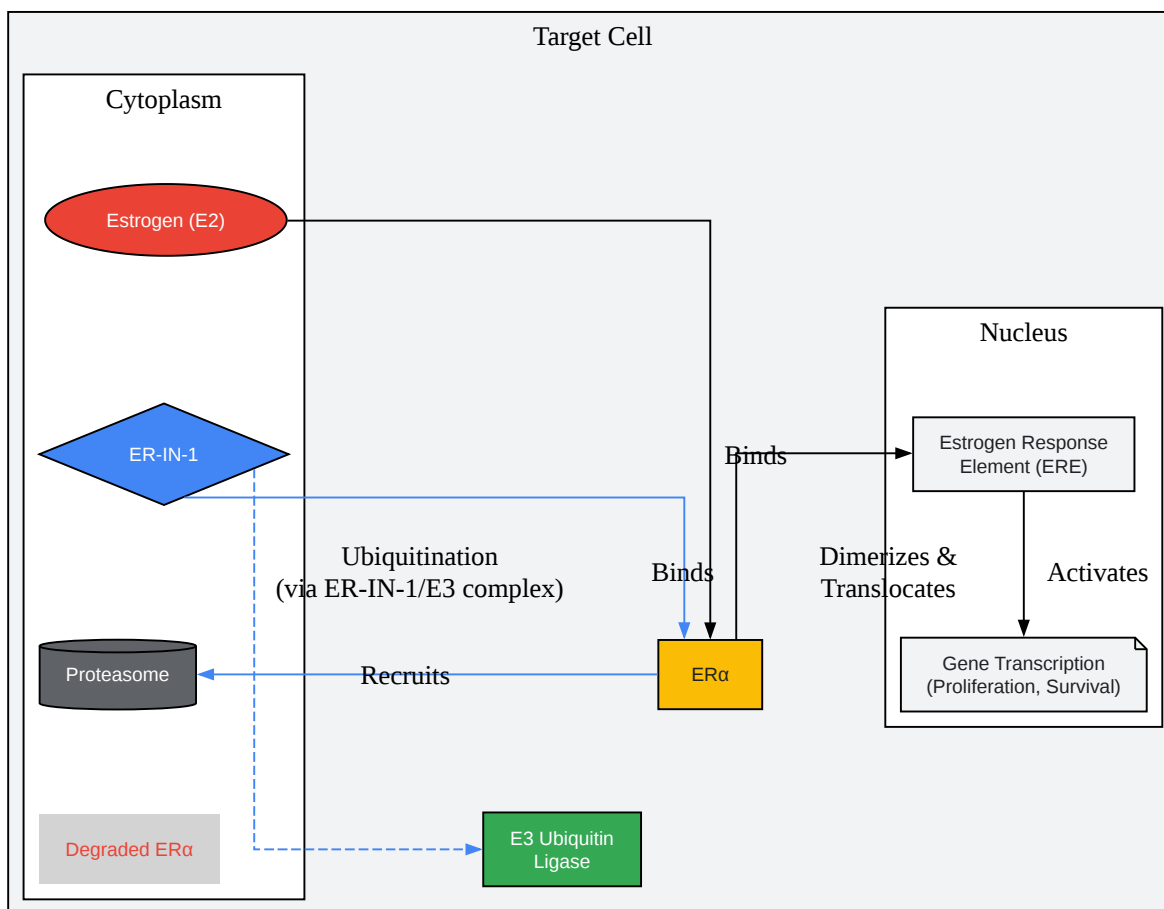 Target Cell
Cytoplasm
Estrogen (E2)
Nucleus
Estrogen Response
Element (ERE)
Binds
ER-IN-1
Ubiquitination
(via ER-IN-1/E3 complex)
Binds
Dimerizes &
Translocates
Activates
Proteasome
Recruits
ERα
Gene Transcription
(Proliferation, Survival)
Degraded ERα
E3 Ubiquitin
Ligase